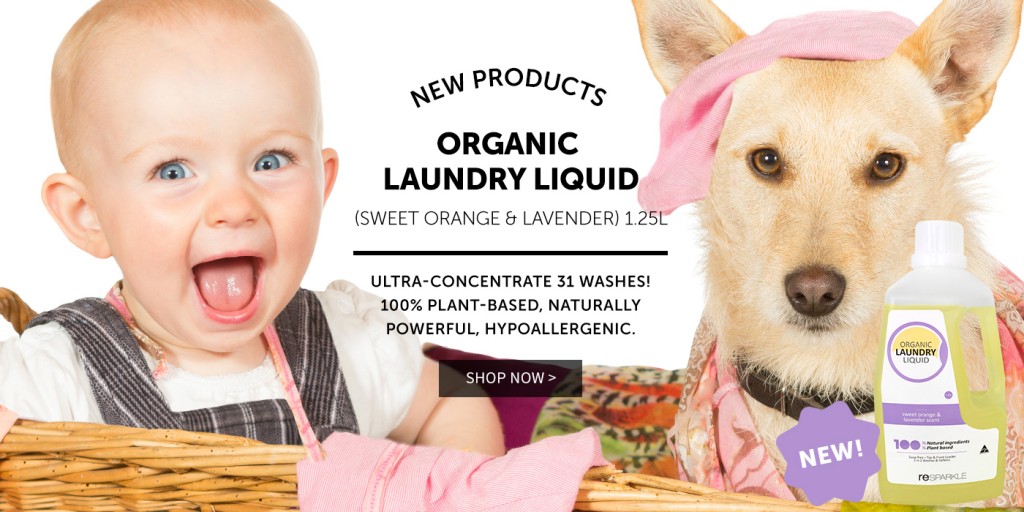 NEW PRODUCTS
ORGANIC
LAUNDRY LIQUID
(SWEET ORANGE & LAVENDER) 1.25L
ULTRA-CONCENTRATE 31 WASHES!
100% PLANT-BASED, NATURALLY
POWERFUL, HYPOALLERGENIC.
SHOP NOW >
NEW!
ORGANIC
LAUNDRY
LIQUID
sweet orange &
lavender scent
100 % Natural ingredients
% Plant based
reSPARKLE